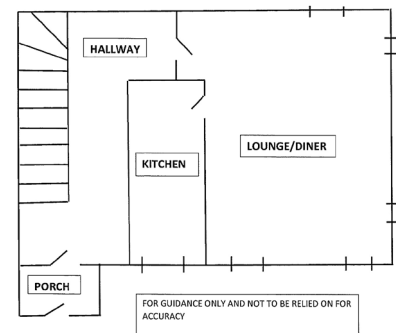 HALLWAY
LOUNGE/DINER
KITCHEN
PORCH
FOR GUIDANCE ONLY AND NOT TO BE RELIED ON FOR
ACCURACY